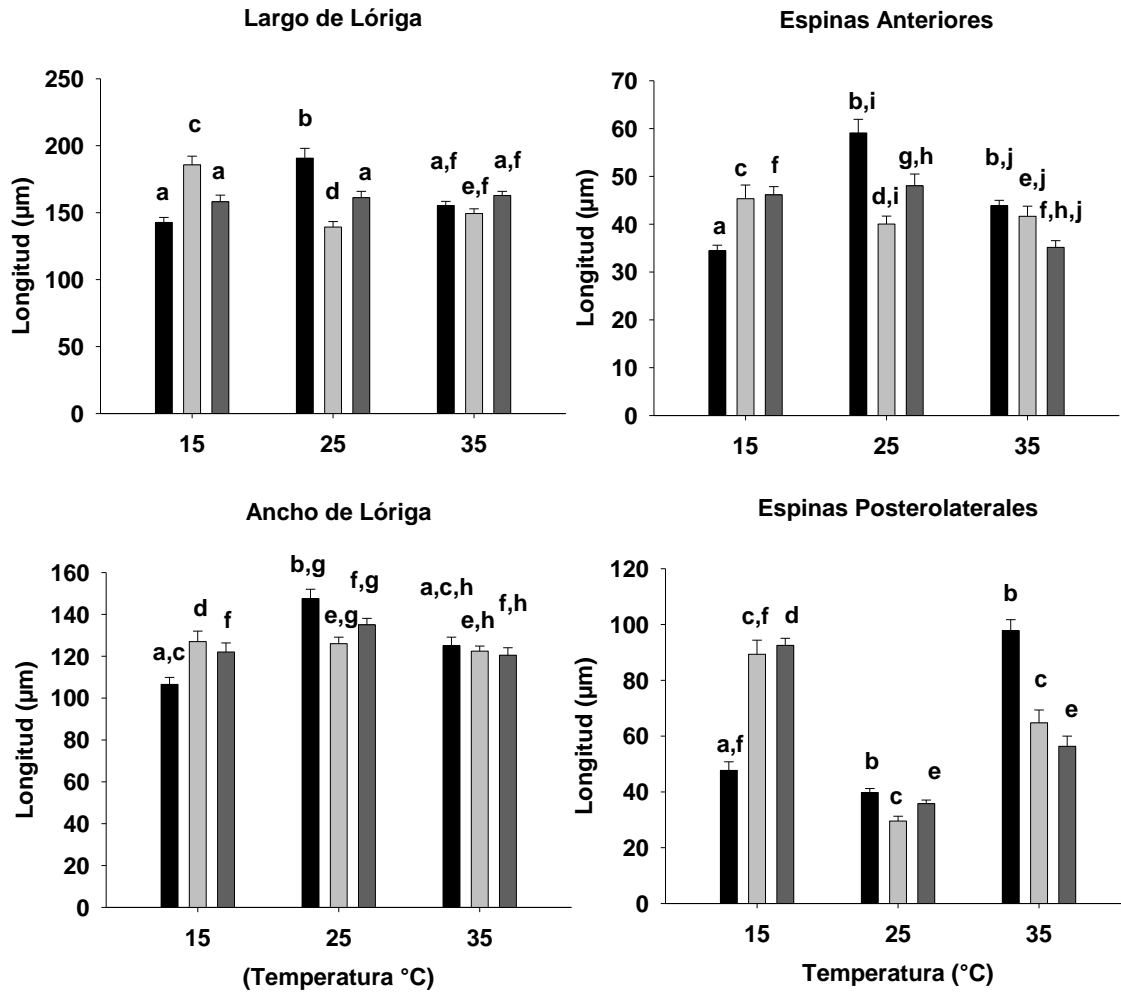 Largo de Lóriga
Longitud (µm)
250
200
150
100
50
0
a
c
a
b
d
a
a,f
e,f
a,f
15
25
35
Espinas Anteriores
Longitud (µm)
70
60
50
40
30
20
10
0
a
c
f
b,i
d,i
g,h
b,j
e,j
f,h,j
15
25
35
Ancho de Lóriga
Longitud (µm)
160
140
120
100
80
60
40
20
0
a,c
d
f
b,g
e,g
f,g
a,c,h
e,h
f,h
15
25
35
(Temperatura °C)
Espinas Posterolaterales
Longitud (µm)
120
100
80
60
40
20
0
a,f
c,f
d
b
c
e
b
c
e
15
25
35
Temperatura (°C)